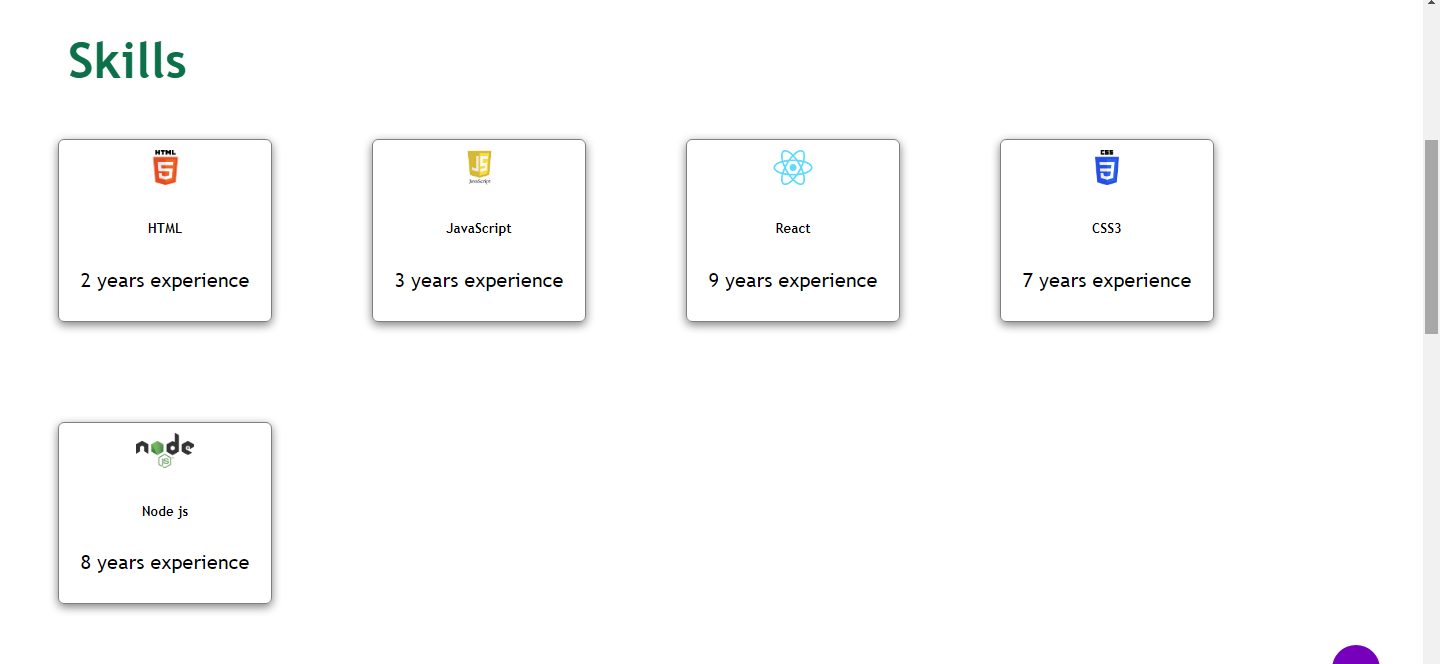 Skills
HTML
5
HTML
2 years experience
JS
JavaScript
JavaScript
3 years experience
React
9 years experience
CSS
3
CSS3
7 years experience
node
JS
Node js
8 years experience